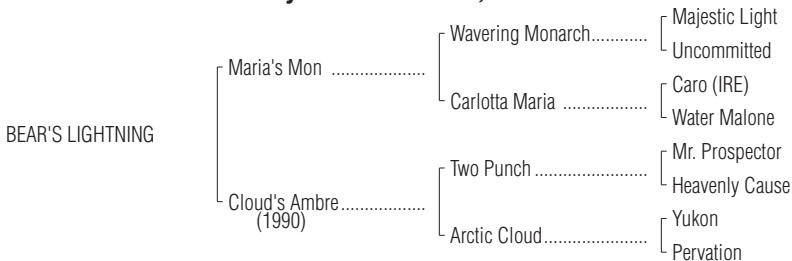 Majestic Light
Wavering Monarch............
Uncommitted
Maria's Mon ....................
Caro (IRE)
Carlotta Maria ..................
Water Malone
BEAR'S LIGHTNING
Mr. Prospector
Two Punch ........................
Heavenly Cause
Cloud's Ambre..................
(1990)
Yukon
Arctic Cloud......................
Pervation